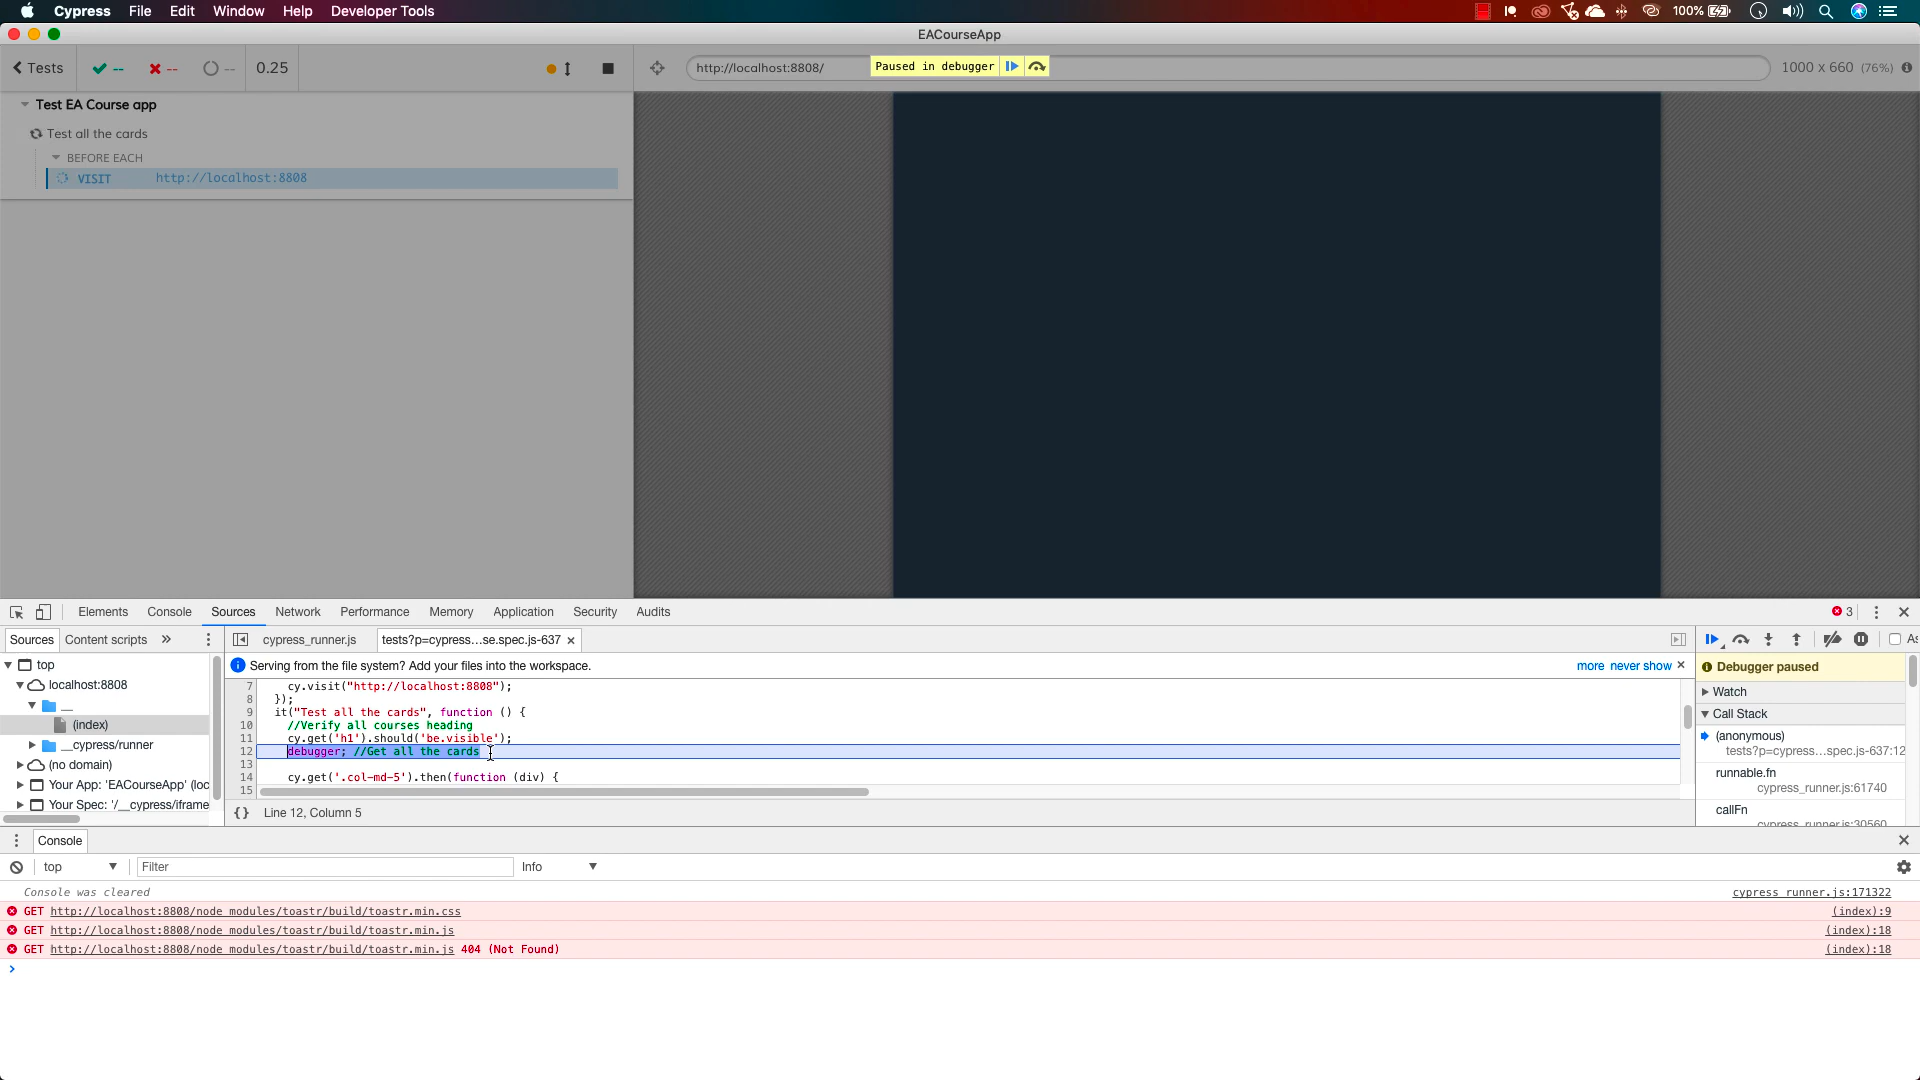 Cypress File Edit Window Help Developer Tools 100%
EACourseApp
Tests -- -- -- 0.25 http://localhost:8808/ Paused in debugger 1000 x 660 (76%)
Test EA Course app
Test all the cards
BEFORE EACH
VISIT http://localhost:8808
Elements Console Sources Network Performance Memory Application Security Audits 3
Sources Content scripts » cypress_runner.js tests?p=cypress...se.spec.js-637 × As
top
localhost:8808
__
(index)
__cypress/runner
(no domain)
Your App: 'EACourseApp' (loc
Your Spec: '/__cypress/iframe
Serving from the file system? Add your files into the workspace. more never show ×
7 cy.visit("http://localhost:8808");
8 });
9 it("Test all the cards", function () {
10 //Verify all courses heading
11 cy.get('h1').should('be.visible');
12 debugger; //Get all the cards
13
14 cy.get('.col-md-5').then(function (div) {
15
{} Line 12, Column 5
Debugger paused
Watch
Call Stack
(anonymous)
tests?p=cypress...spec.js-637:12
runnable.fn
cypress_runner.js:61740
callFn
cypress_runner.js:30560
Console
top Filter Info
Console was cleared cypress_runner.js:171322
GET http://localhost:8808/node_modules/toastr/build/toastr.min.css (index):9
GET http://localhost:8808/node_modules/toastr/build/toastr.min.js (index):18
GET http://localhost:8808/node_modules/toastr/build/toastr.min.js 404 (Not Found) (index):18